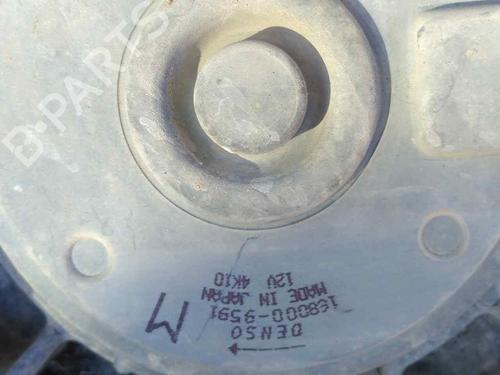 B-PARTS
DENSO
168000-9591
MADE IN JAPAN
12V 4K10
M